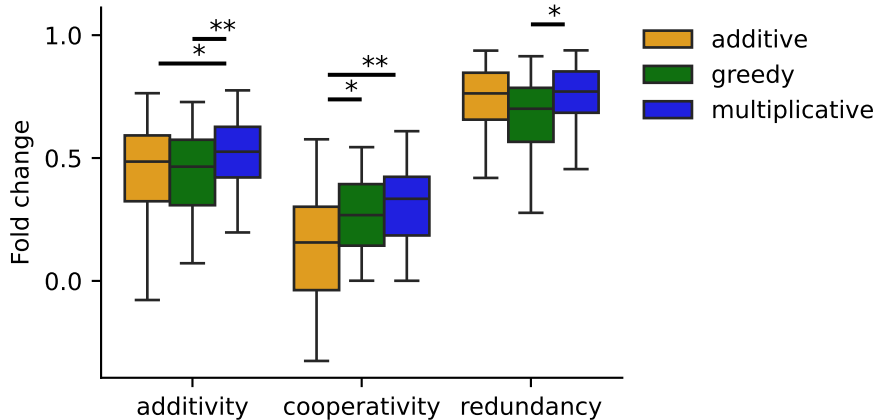 **
*
**
*
*
1.0
0.5
0.0
Fold change
additivity
cooperativity
redundancy
additive
greedy
multiplicative